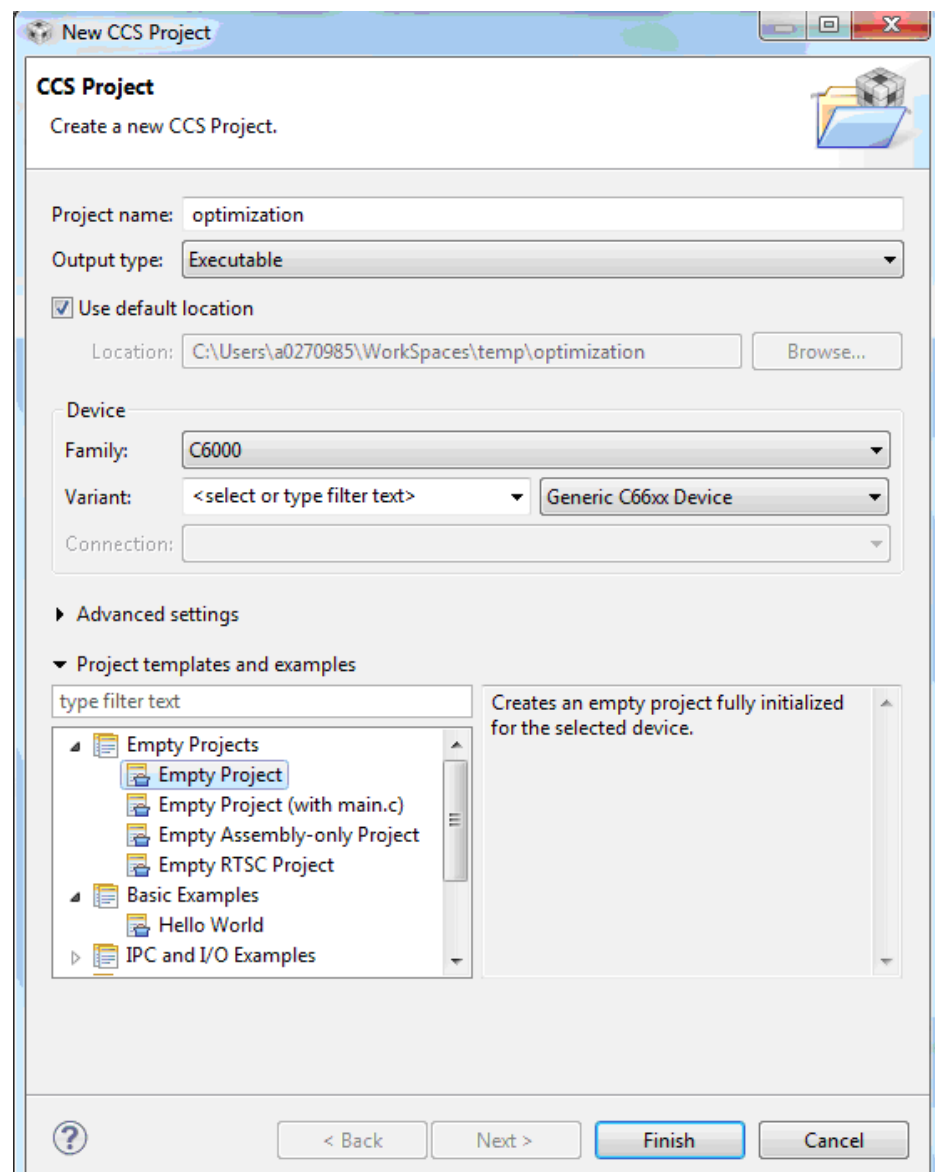 New CCS Project
CCS Project
Create a new CCS Project.
Project name: optimization
Output type: Executable
Use default location
Location: C:\Users\a0270985\WorkSpaces\temp\optimization Browse...
Device
Family: C6000
Variant: <select or type filter text> Generic C66xx Device
Connection:
Advanced settings
Project templates and examples
type filter text
Empty Projects
Empty Project
Empty Project (with main.c)
Empty Assembly-only Project
Empty RTSC Project
Basic Examples
Hello World
IPC and I/O Examples
Creates an empty project fully initialized
for the selected device.
? < Back Next > Finish Cancel